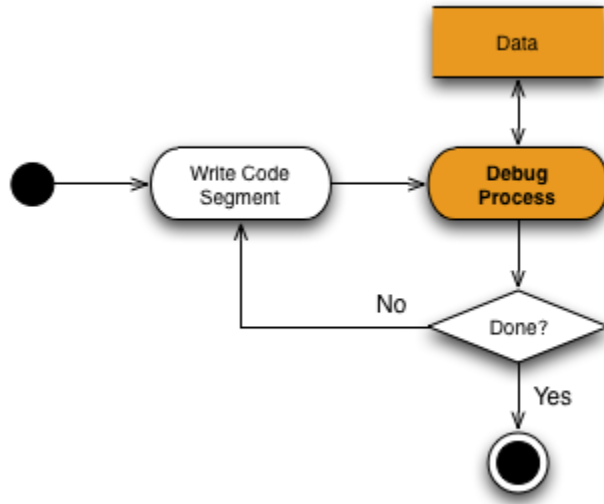 Data
Write Code
Segment
Debug
Process
No
Done?
Yes